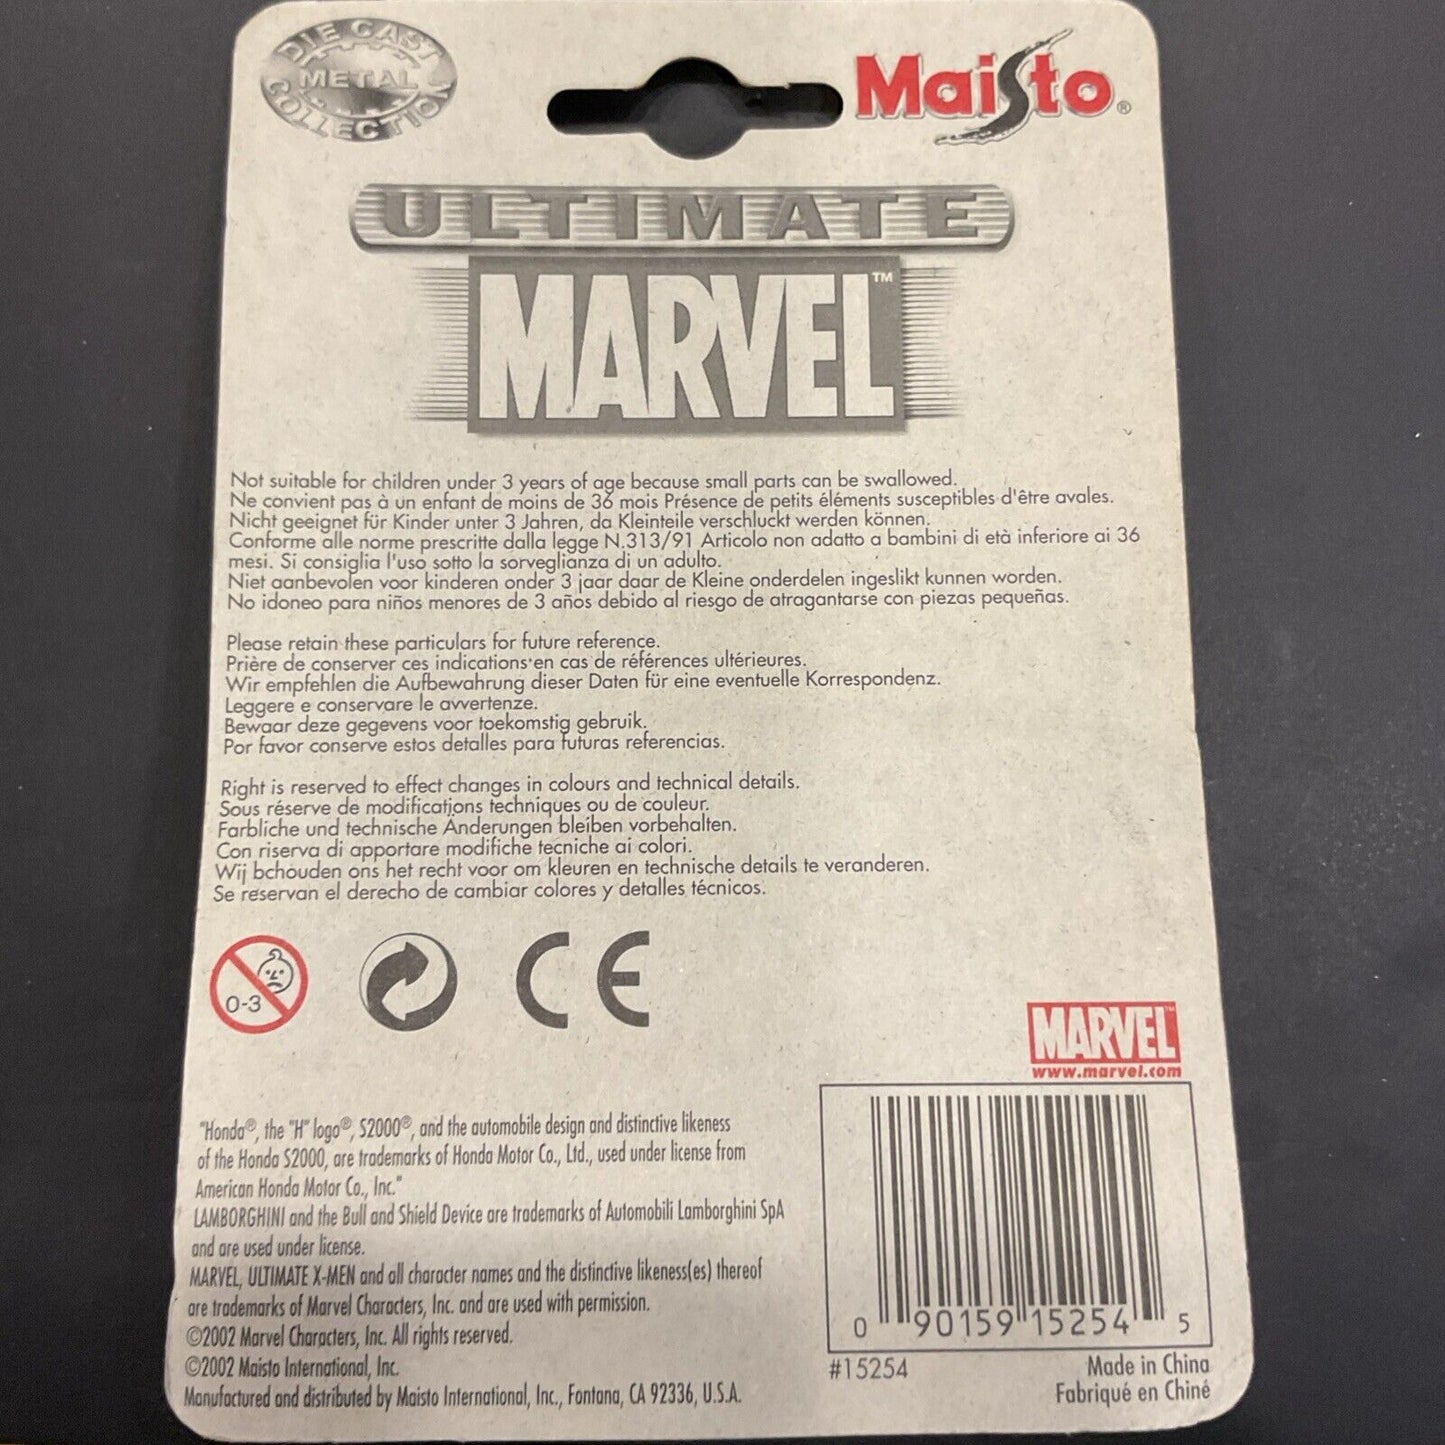 DIE CAST
METAL
COLLECTION
Maisto®
ULTIMATE
MARVEL™
Not suitable for children under 3 years of age because small parts can be swallowed.
Ne convient pas à un enfant de moins de 36 mois Présence de petits éléments susceptibles d'être avales.
Nicht geeignet für Kinder unter 3 Jahren, da Kleinteile verschluckt werden können.
Conforme alle norme prescritte dalla legge N.313/91 Articolo non adatto a bambini di età inferiore ai 36
mesi. Si consiglia l'uso sotto la sorveglianza di un adulto.
Niet aanbevolen voor kinderen onder 3 jaar daar de Kleine onderdelen ingeslikt kunnen worden.
No idoneo para niños menores de 3 años debido al riesgo de atragantarse con piezas pequeñas.
Please retain these particulars for future reference.
Prière de conserver ces indications en cas de références ultérieures.
Wir empfehlen die Aufbewahrung dieser Daten für eine eventuelle Korrespondenz.
Leggere e conservare le avvertenze.
Bewaar deze gegevens voor toekomstig gebruik.
Por favor conserve estos detalles para futuras referencias.
Right is reserved to effect changes in colours and technical details.
Sous réserve de modifications techniques ou de couleur.
Farbliche und technische Änderungen bleiben vorbehalten.
Con riserva di apportare modifiche tecniche ai colori.
Wij bchouden ons het recht voor om kleuren en technische details te veranderen.
Se reservan el derecho de cambiar colores y detalles técnicos.
0-3
CE
MARVEL™
www.marvel.com
"Honda®, the "H" logo®, S2000®, and the automobile design and distinctive likeness
of the Honda S2000, are trademarks of Honda Motor Co., Ltd., used under license from
American Honda Motor Co., Inc."
LAMBORGHINI and the Bull and Shield Device are trademarks of Automobili Lamborghini SpA
and are used under license.
MARVEL, ULTIMATE X-MEN and all character names and the distinctive likeness(es) thereof
are trademarks of Marvel Characters, Inc. and are used with permission.
©2002 Marvel Characters, Inc. All rights reserved.
©2002 Maisto International, Inc.
Manufactured and distributed by Maisto International, Inc., Fontana, CA 92336, U.S.A.
0 90159 15254 5
#15254
Made in China
Fabriqué en Chiné